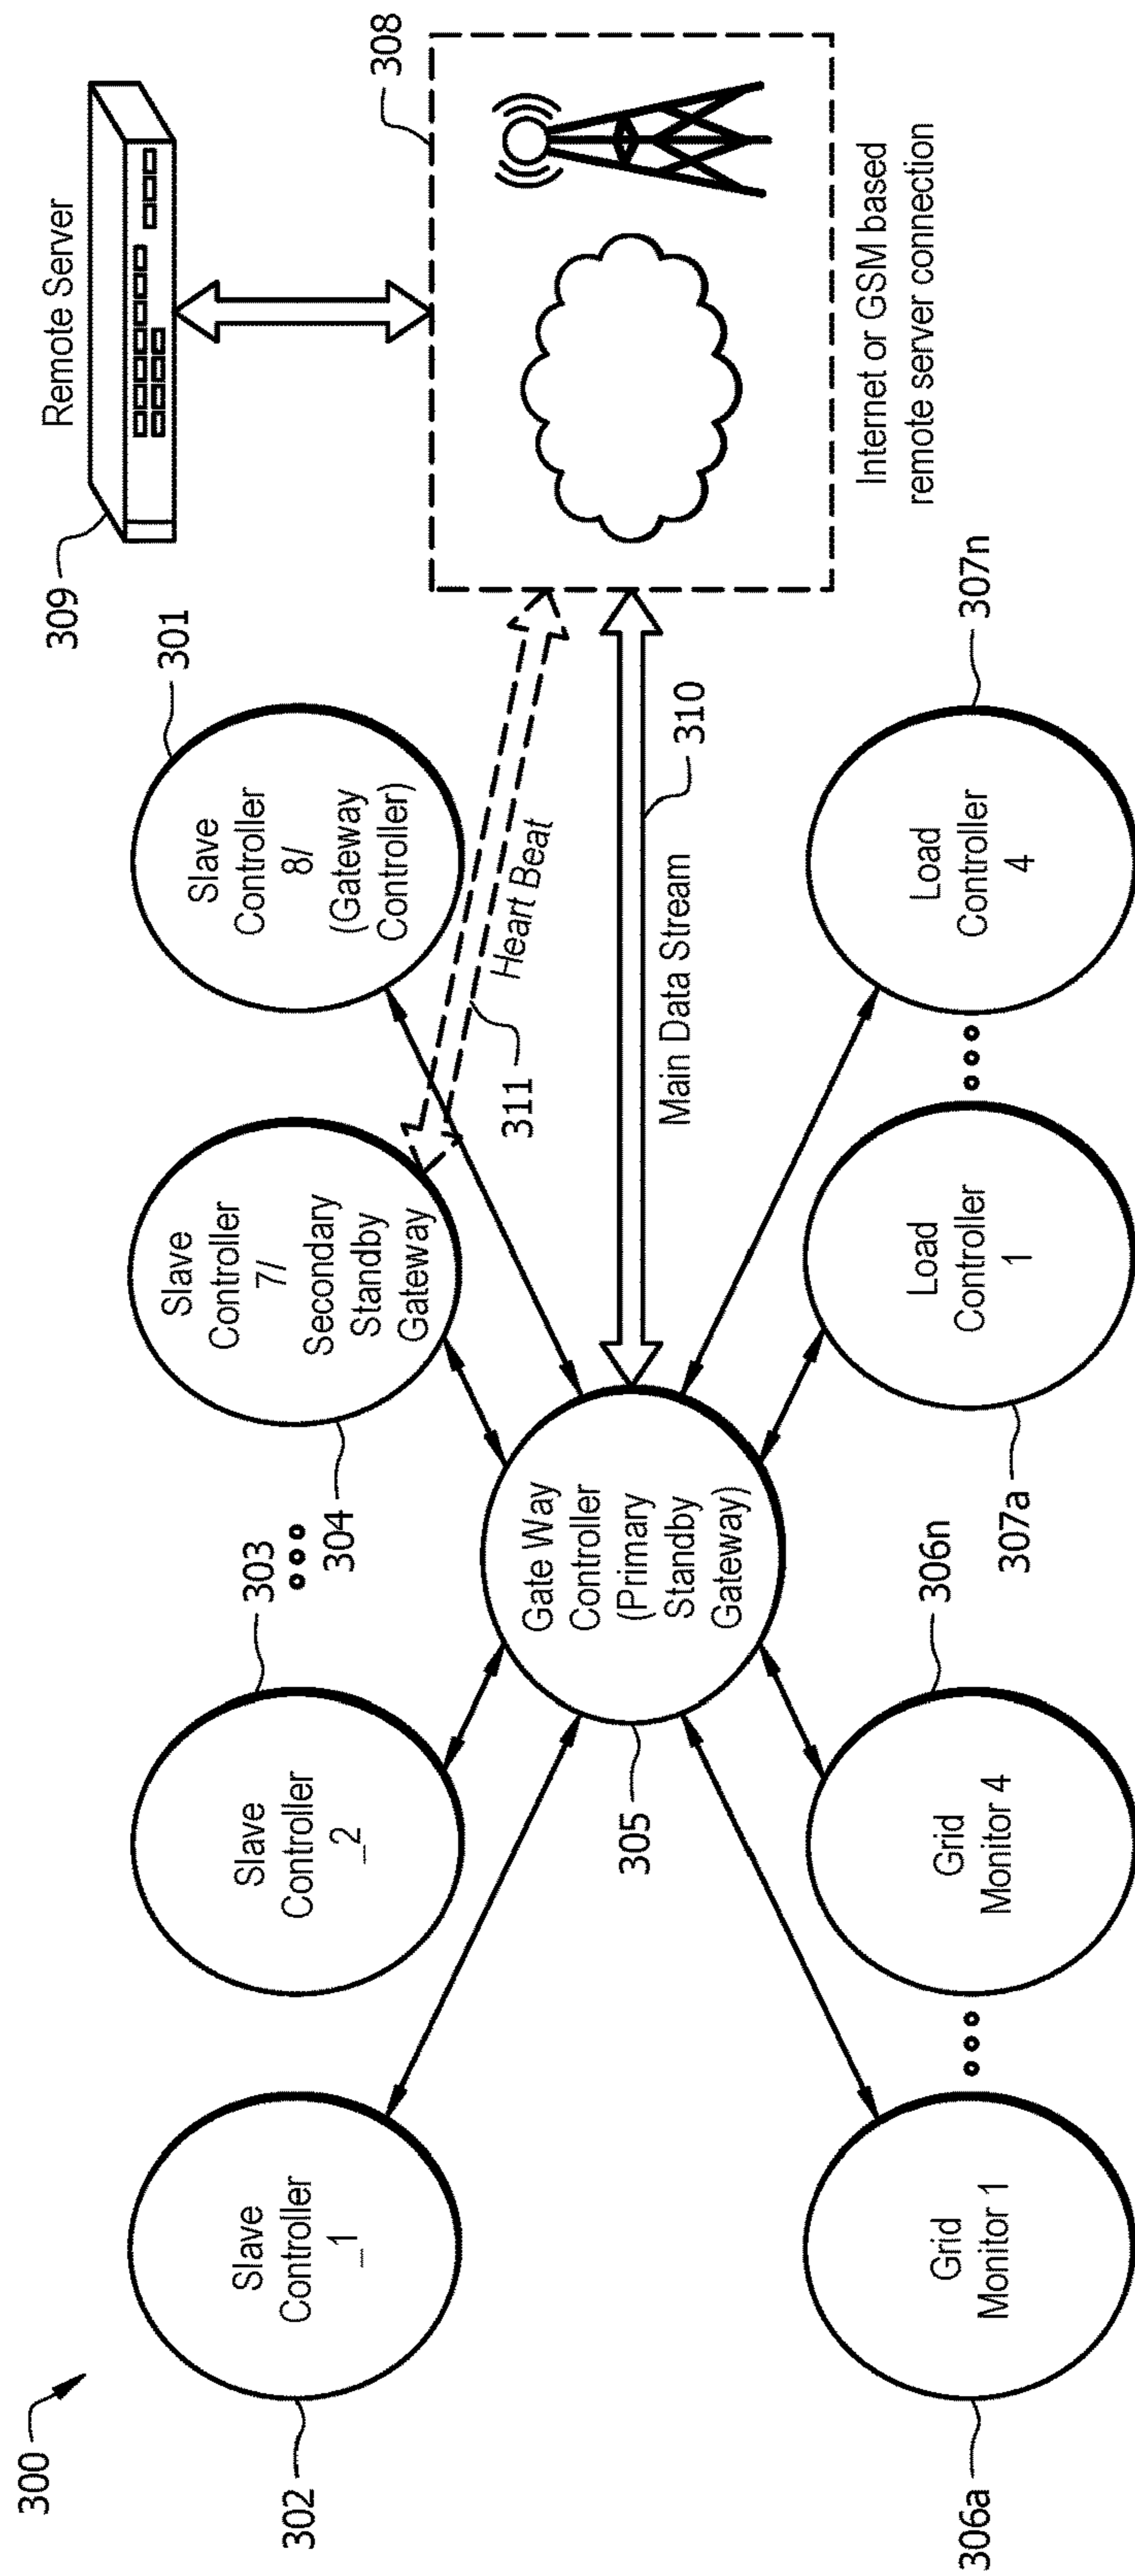 300
302
Slave
Controller
_1
303
Slave
Controller
_2
304
Slave
Controller
7/
Secondary
Standby
Gateway
301
Slave
Controller
8/
(Gateway
Controller)
309
Remote Server
308
Internet or GSM based
remote server connection
311
Heart Beat
310
Main Data Stream
305
Gate Way
Controller
(Primary
Standby
Gateway)
306a
Grid
Monitor 1
306n
Grid
Monitor 4
307a
Load
Controller
1
307n
Load
Controller
4